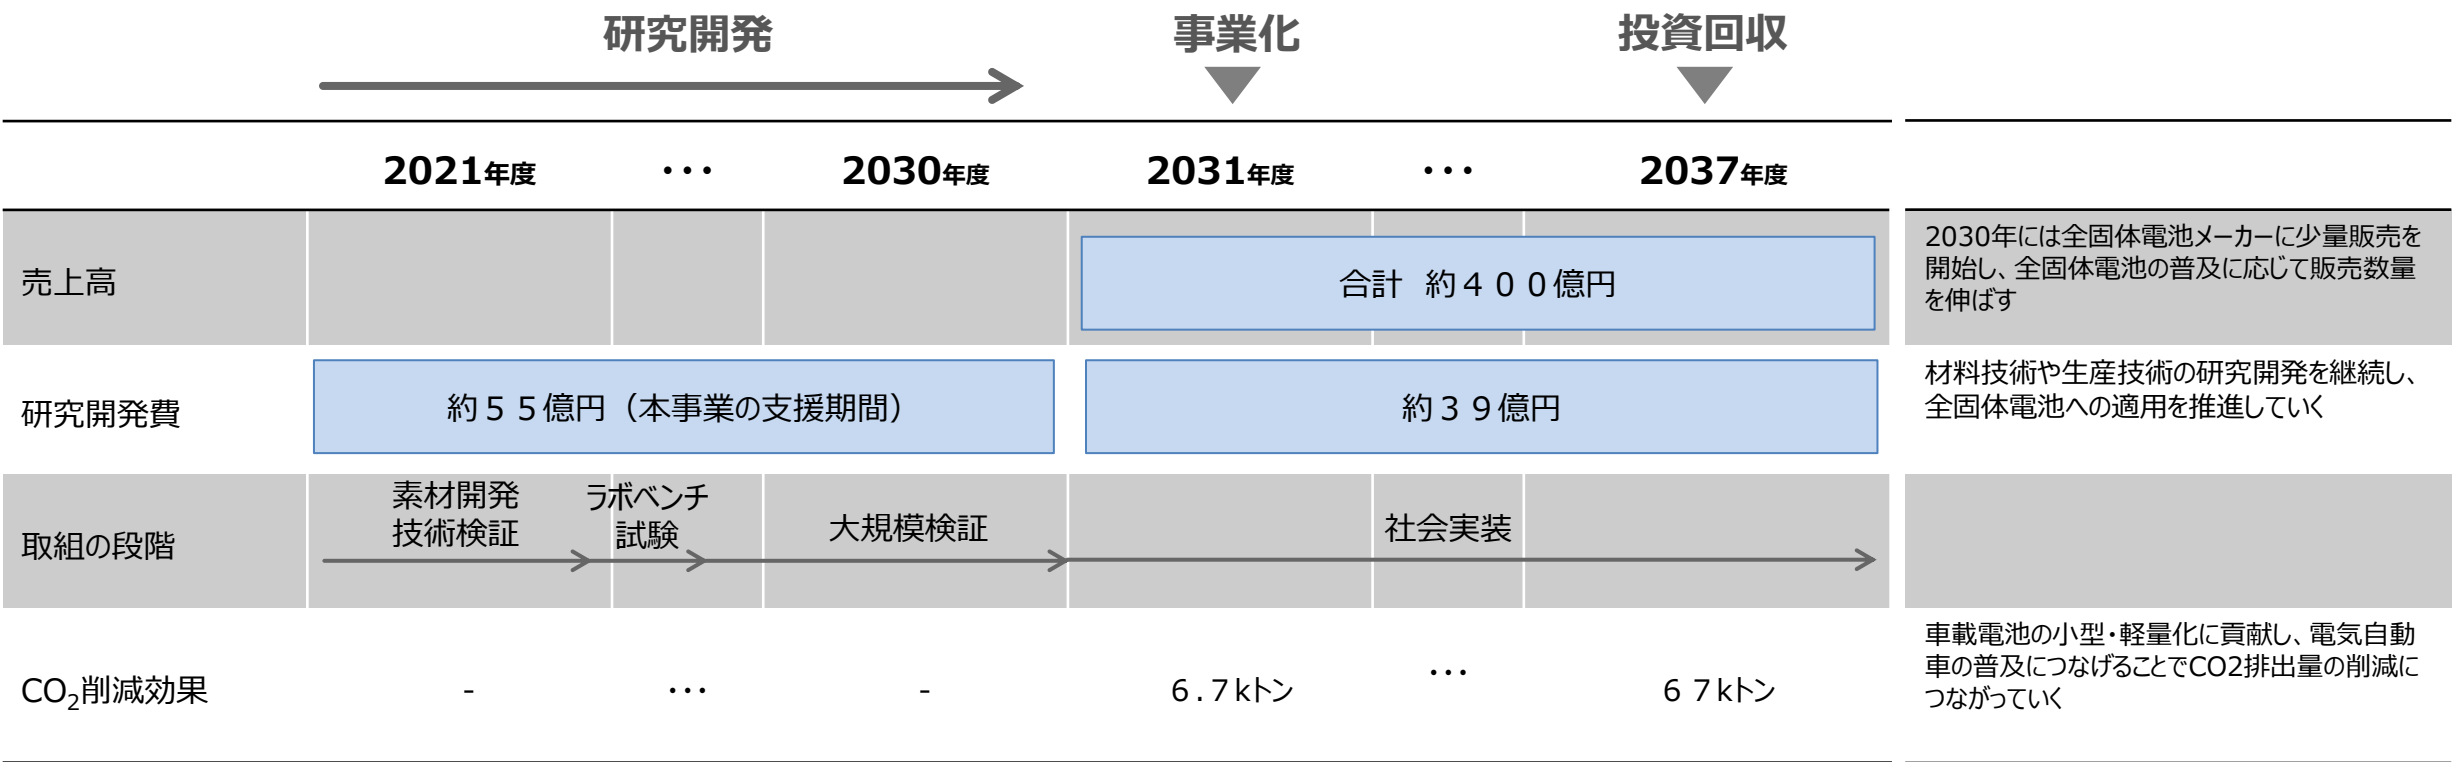 研究開発
事業化
投資回収
2021年度
・・・
2030年度
2031年度
・・・
2037年度
売上高
合計 約４００億円
2030年には全固体電池メーカーに少量販売を
開始し、全固体電池の普及に応じて販売数量
を伸ばす
研究開発費
約５５億円（本事業の支援期間）
約３９億円
材料技術や生産技術の研究開発を継続し、
全固体電池への適用を推進していく
取組の段階
素材開発
技術検証
ラボベンチ
試験
大規模検証
社会実装
CO2削減効果
-
・・・
-
６.７kトン
・・・
６７kトン
車載電池の小型・軽量化に貢献し、電気自動
車の普及につなげることでCO2排出量の削減に
つながっていく